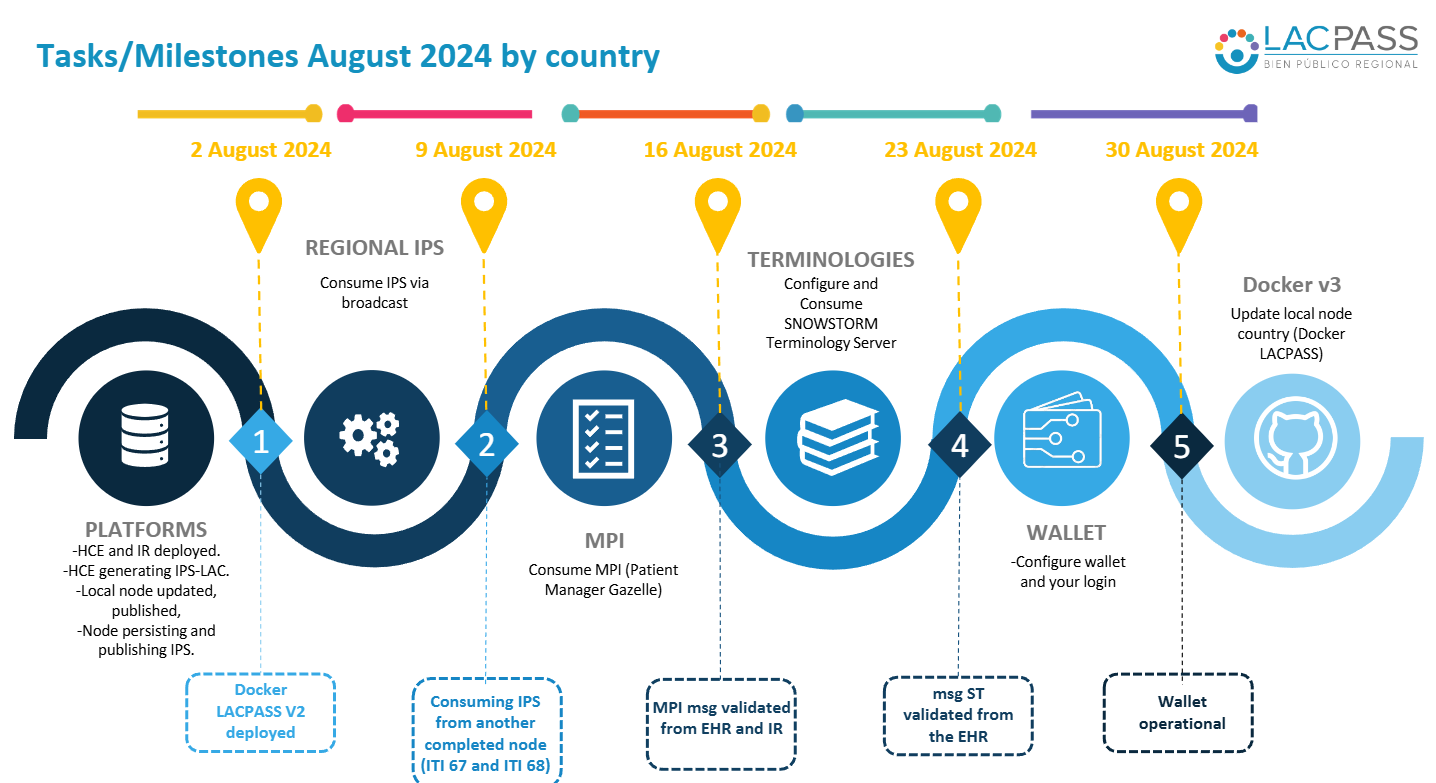 Tasks/Milestones August 2024 by country
LACPASS
BIEN PÚBLICO REGIONAL
2 August 2024
9 August 2024
16 August 2024
23 August 2024
30 August 2024
REGIONAL IPS
Consume IPS via
broadcast
TERMINOLOGIES
Configure and
Consume
SNOWSTORM
Terminology Server
Docker v3
Update local node
country (Docker
LACPASS)
1
2
3
4
5
PLATFORMS
-HCE and IR deployed.
-HCE generating IPS-LAC.
-Local node updated,
published,
-Node persisting and
publishing IPS.
MPI
Consume MPI (Patient
Manager Gazelle)
WALLET
-Configure wallet
and your login
Docker
LACPASS V2
deployed
Consuming IPS
from another
completed node
(ITI 67 and ITI 68)
MPI msg validated
from EHR and IR
msg ST
validated from
the EHR
Wallet
operational